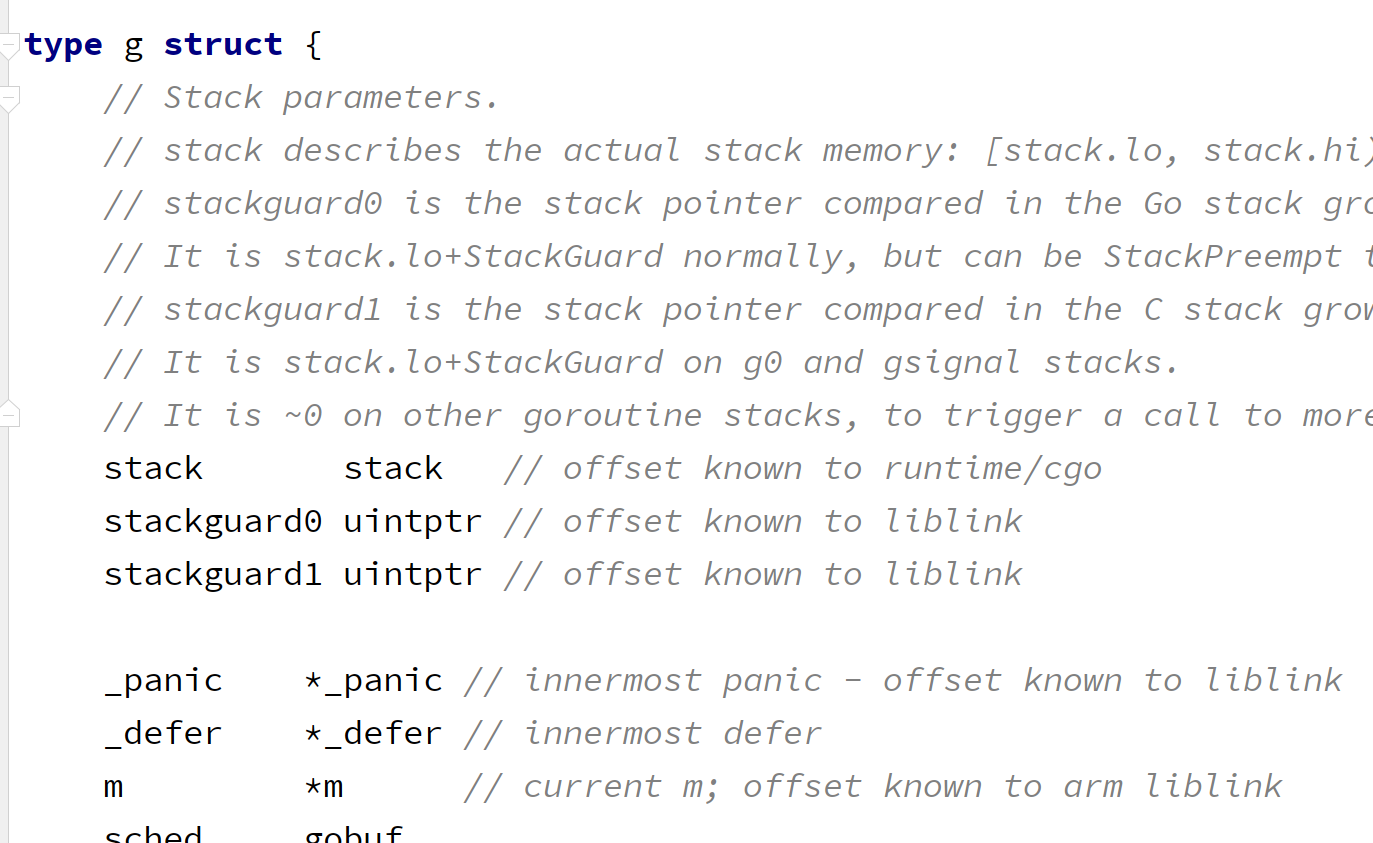 type g struct {
// Stack parameters.
// stack describes the actual stack memory: [stack.lo, stack.hi)
// stackguard0 is the stack pointer compared in the Go stack gro
// It is stack.lo+StackGuard normally, but can be StackPreempt t
// stackguard1 is the stack pointer compared in the C stack grow
// It is stack.lo+StackGuard on g0 and gsignal stacks.
// It is ~0 on other goroutine stacks, to trigger a call to more
stack       stack   // offset known to runtime/cgo
stackguard0 uintptr // offset known to liblink
stackguard1 uintptr // offset known to liblink
_panic    *_panic // innermost panic - offset known to liblink
_defer    *_defer // innermost defer
m         *m      // current m; offset known to arm liblink
sched     gobuf